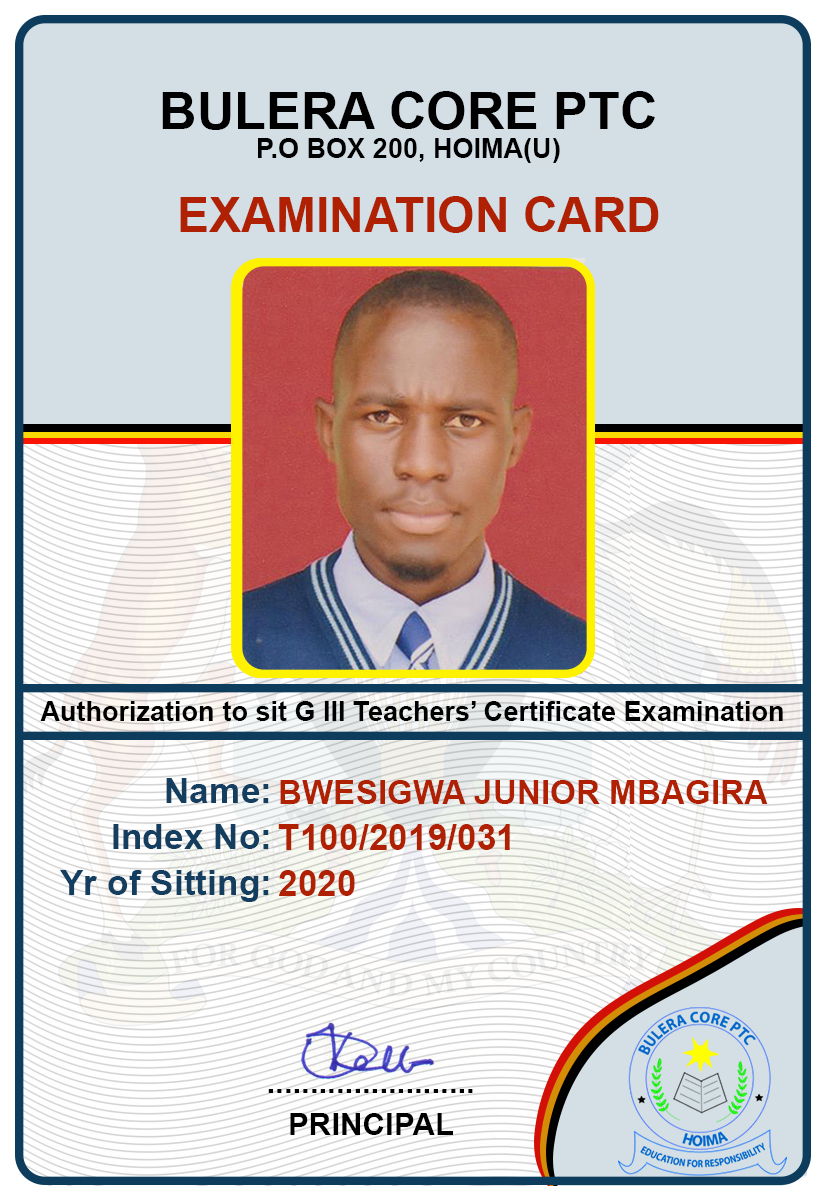 BULERA CORE PTC
P.O BOX 200, HOIMA(U)
EXAMINATION CARD
Authorization to sit G III Teachers’ Certificate Examination
Name: BWESIGWA JUNIOR MBAGIRA
Index No: T100/2019/031
Yr of Sitting: 2020
FOR GOD AND MY COUNTRY
PRINCIPAL
BULERA CORE PTC
HOIMA
EDUCATION FOR RESPONSIBILITY